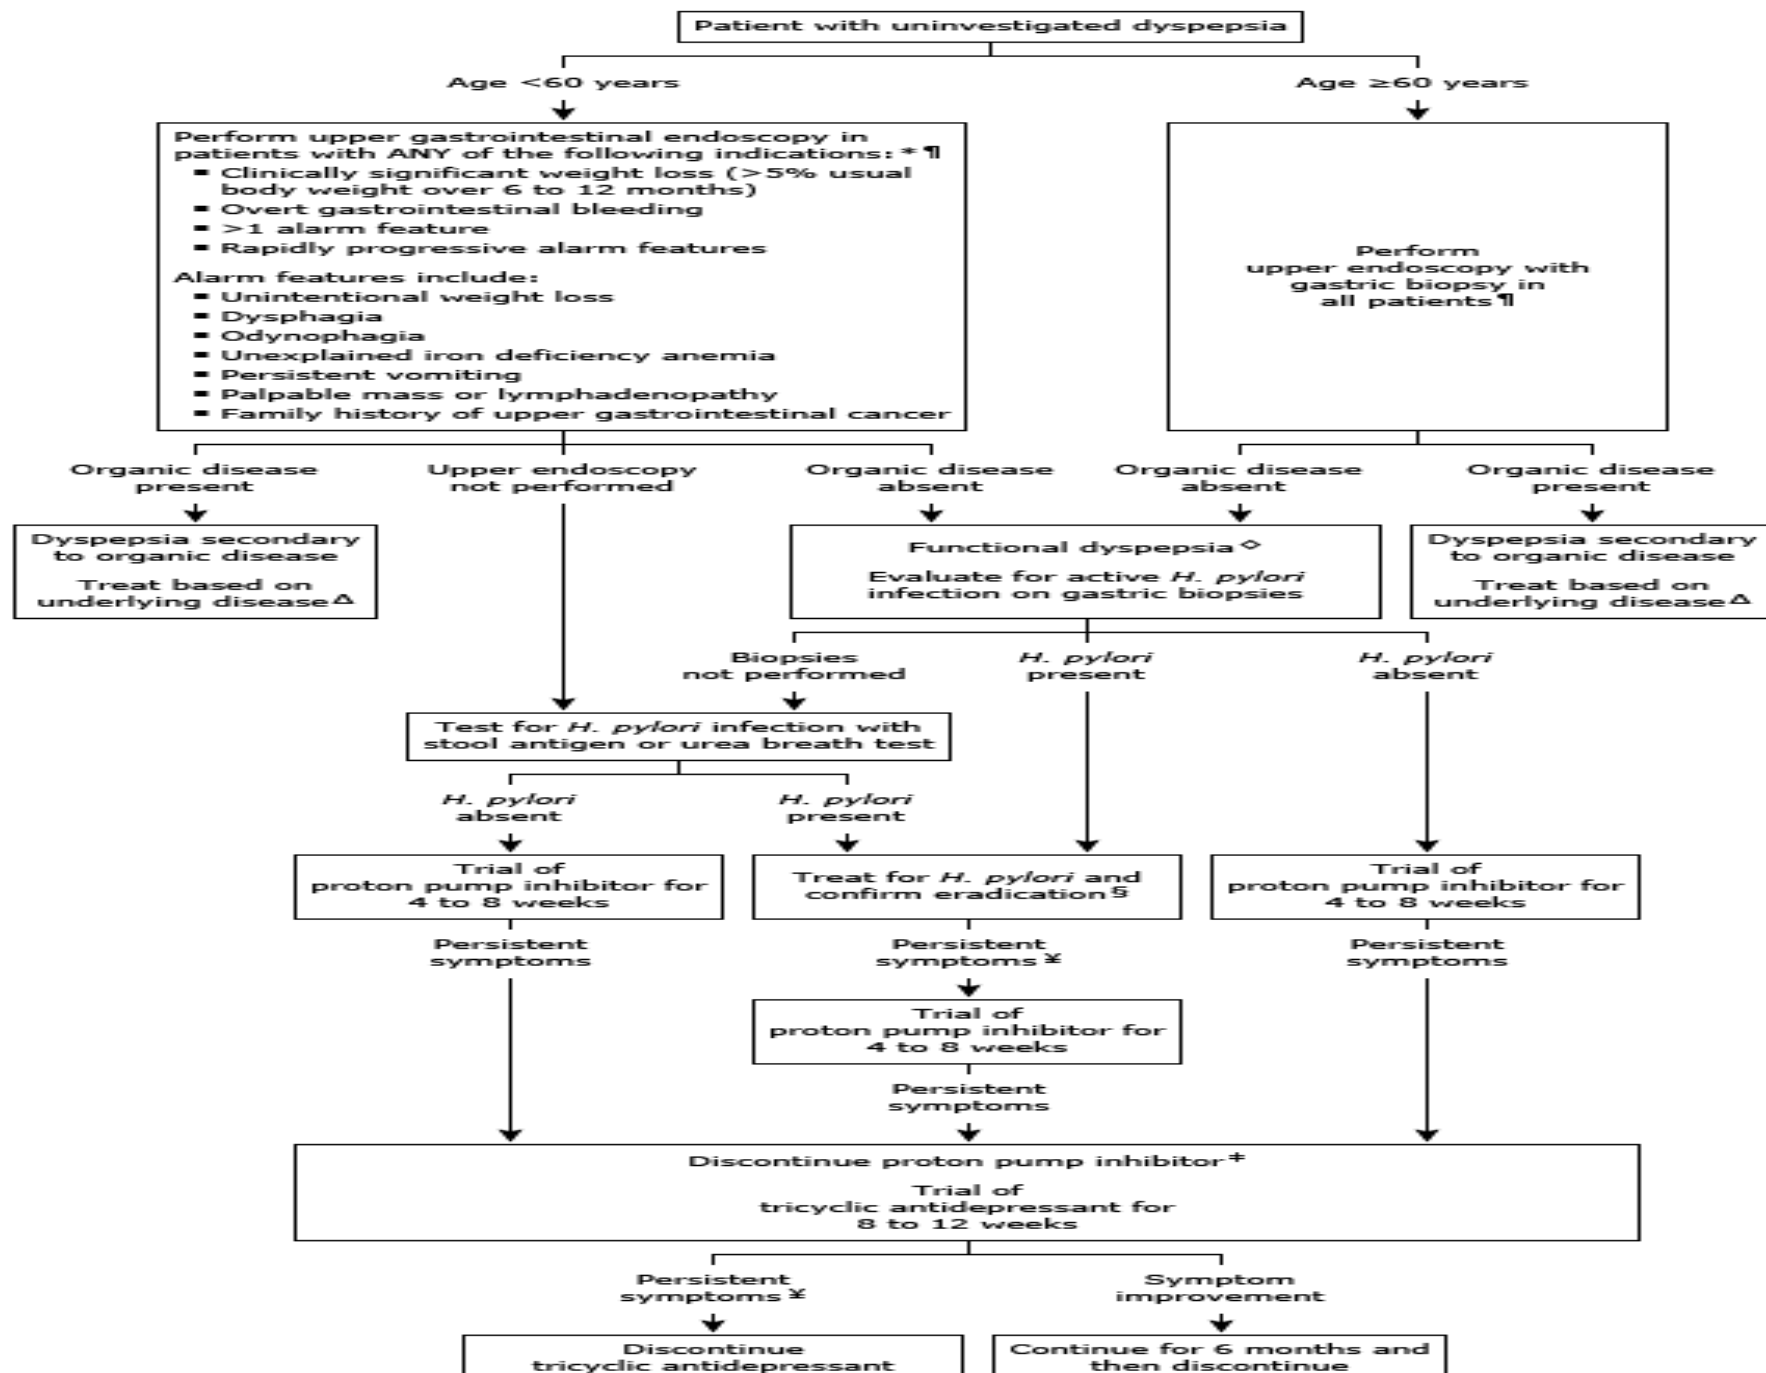 Patient with uninvestigated dyspepsia
Age <60 years
Age ≥60 years
Perform upper gastrointestinal endoscopy in
patients with ANY of the following indications:* ¶
▪ Clinically significant weight loss (>5% usual
body weight over 6 to 12 months)
▪ Overt gastrointestinal bleeding
▪ >1 alarm feature
▪ Rapidly progressive alarm features
Alarm features include:
▪ Unintentional weight loss
▪ Dysphagia
▪ Odynophagia
▪ Unexplained iron deficiency anemia
▪ Persistent vomiting
▪ Palpable mass or lymphadenopathy
▪ Family history of upper gastrointestinal cancer
Perform
upper endoscopy with
gastric biopsy in
all patients¶
Organic disease
present
Upper endoscopy
not performed
Organic disease
absent
Organic disease
absent
Organic disease
present
Dyspepsia secondary
to organic disease
Treat based on
underlying diseaseΔ
Functional dyspepsia◇
Evaluate for active H. pylori
infection on gastric biopsies
Dyspepsia secondary
to organic disease
Treat based on
underlying diseaseΔ
Biopsies
not performed
H. pylori
present
H. pylori
absent
Test for H. pylori infection with
stool antigen or urea breath test
H. pylori
absent
H. pylori
present
Trial of
proton pump inhibitor for
4 to 8 weeks
Treat for H. pylori and
confirm eradication§
Trial of
proton pump inhibitor for
4 to 8 weeks
Persistent
symptoms
Persistent
symptoms¥
Persistent
symptoms
Trial of
proton pump inhibitor for
4 to 8 weeks
Persistent
symptoms
Discontinue proton pump inhibitor‡
Trial of
tricyclic antidepressant for
8 to 12 weeks
Persistent
symptoms¥
Symptom
improvement
Discontinue
tricyclic antidepressant
Continue for 6 months and
then discontinue